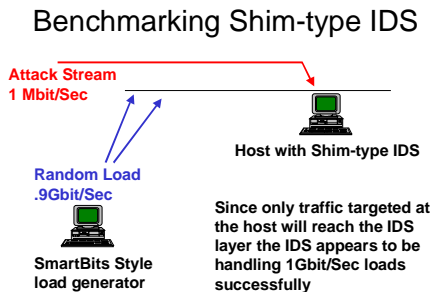 Benchmarking Shim-type IDS
Attack Stream
1 Mbit/Sec
Host with Shim-type IDS
Random Load
.9Gbit/Sec
SmartBits Style
load generator
Since only traffic targeted at
the host will reach the IDS
layer the IDS appears to be
handling 1Gbit/Sec loads
successfully